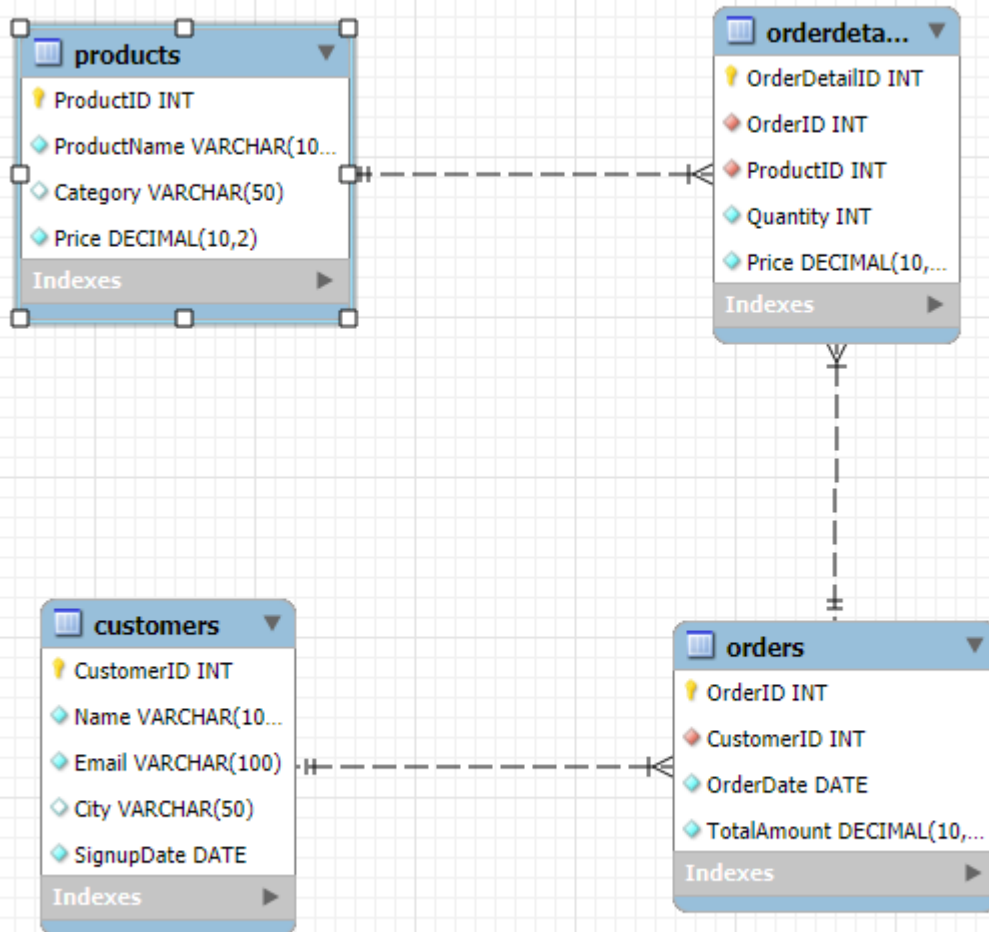 products
ProductID INT
ProductName VARCHAR(10...
Category VARCHAR(50)
Price DECIMAL(10,2)
Indexes
orderdeta...
OrderDetailID INT
OrderID INT
ProductID INT
Quantity INT
Price DECIMAL(10,...
Indexes
customers
CustomerID INT
Name VARCHAR(10...
Email VARCHAR(100)
City VARCHAR(50)
SignupDate DATE
Indexes
orders
OrderID INT
CustomerID INT
OrderDate DATE
TotalAmount DECIMAL(10,...
Indexes